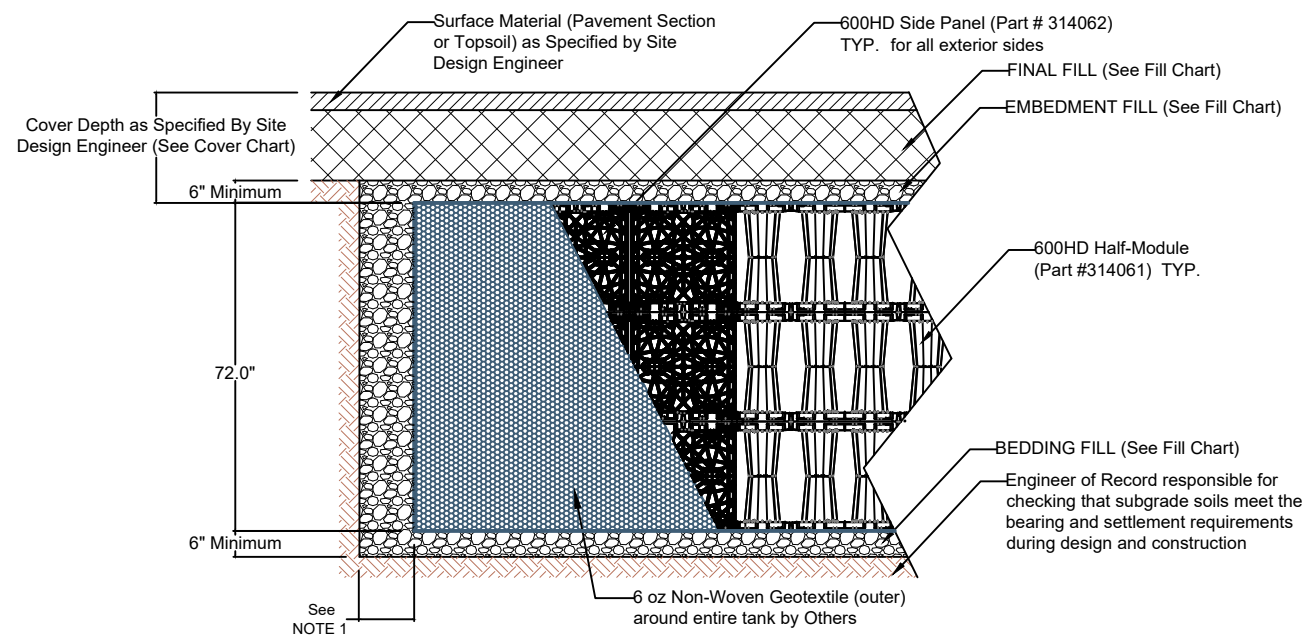 Surface Material (Pavement Section
or Topsoil) as Specified by Site
Design Engineer
600HD Side Panel (Part # 314062)
TYP. for all exterior sides
FINAL FILL (See Fill Chart)
EMBEDMENT FILL (See Fill Chart)
Cover Depth as Specified By Site
Design Engineer (See Cover Chart)
6" Minimum
600HD Half-Module
(Part #314061) TYP.
72.0"
BEDDING FILL (See Fill Chart)
Engineer of Record responsible for
checking that subgrade soils meet the
bearing and settlement requirements
during design and construction
6" Minimum
6 oz Non-Woven Geotextile (outer)
around entire tank by Others
See
NOTE 1